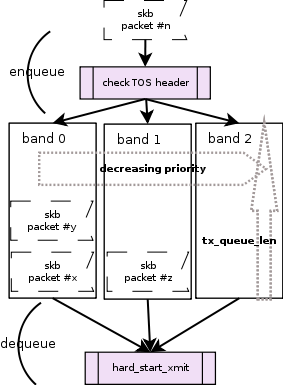 skb
packet #n
enqueue
check TOS header
band 0
band 1
band 2
decreasing priority
skb
packet #y
tx_queue_len
skb
packet #x
skb
packet #z
dequeue
hard_start_xmit